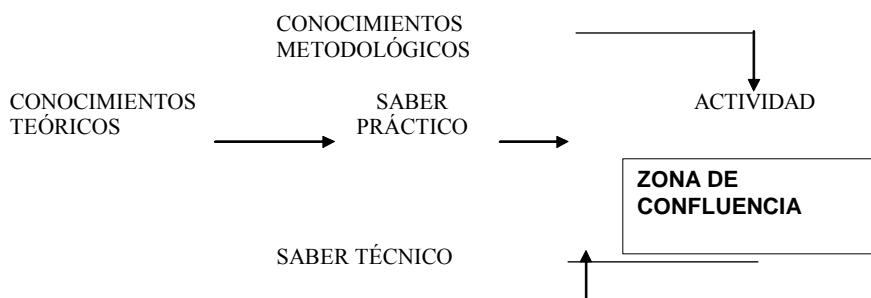 CONOCIMIENTOS
METODOLÓGICOS
CONOCIMIENTOS
TEÓRICOS
SABER
PRÁCTICO
ACTIVIDAD
ZONA DE
CONFLUENCIA
SABER TÉCNICO